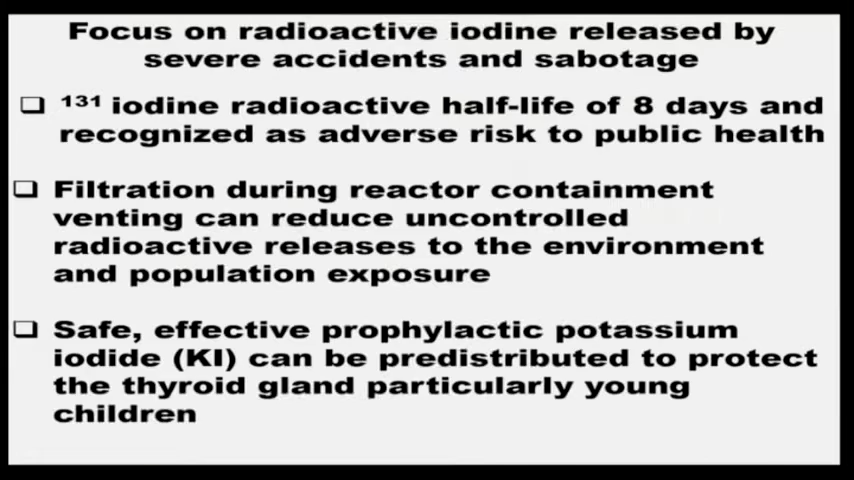 Focus on radioactive iodine released by
severe accidents and sabotage
❑ ¹³¹ iodine radioactive half-life of 8 days and
recognized as adverse risk to public health
❑ Filtration during reactor containment
venting can reduce uncontrolled
radioactive releases to the environment
and population exposure
❑ Safe, effective prophylactic potassium
iodide (KI) can be predistributed to protect
the thyroid gland particularly young
children